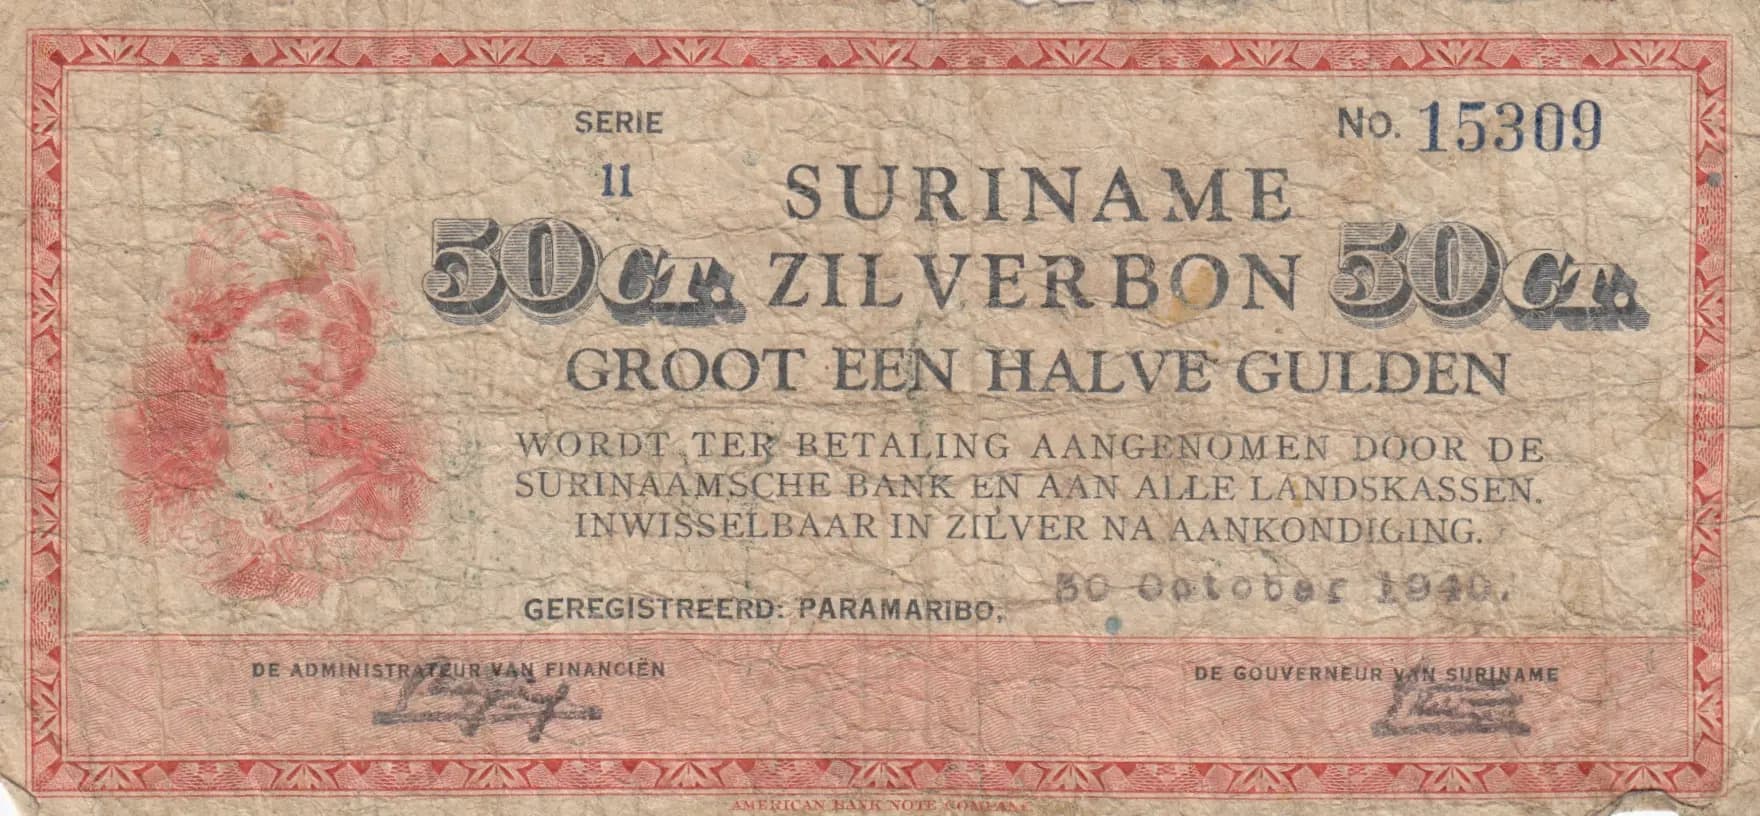 SERIE
No. 15309
11
SURINAME
50 CT. ZILVERBON 50 CT.
GROOT EEN HALVE GULDEN
WORDT TER BETALING AANGENOMEN DOOR DE
SURINAAMSCHE BANK EN AAN ALLE LANDSKASSEN.
INWISSELBAAR IN ZILVER NA AANKONDIGING.
GEREGISTREERD: PARAMARIBO, 30 October 1940.
DE ADMINISTRATEUR VAN FINANCIËN
DE GOUVERNEUR VAN SURINAME
AMERICAN BANK NOTE COMPANY